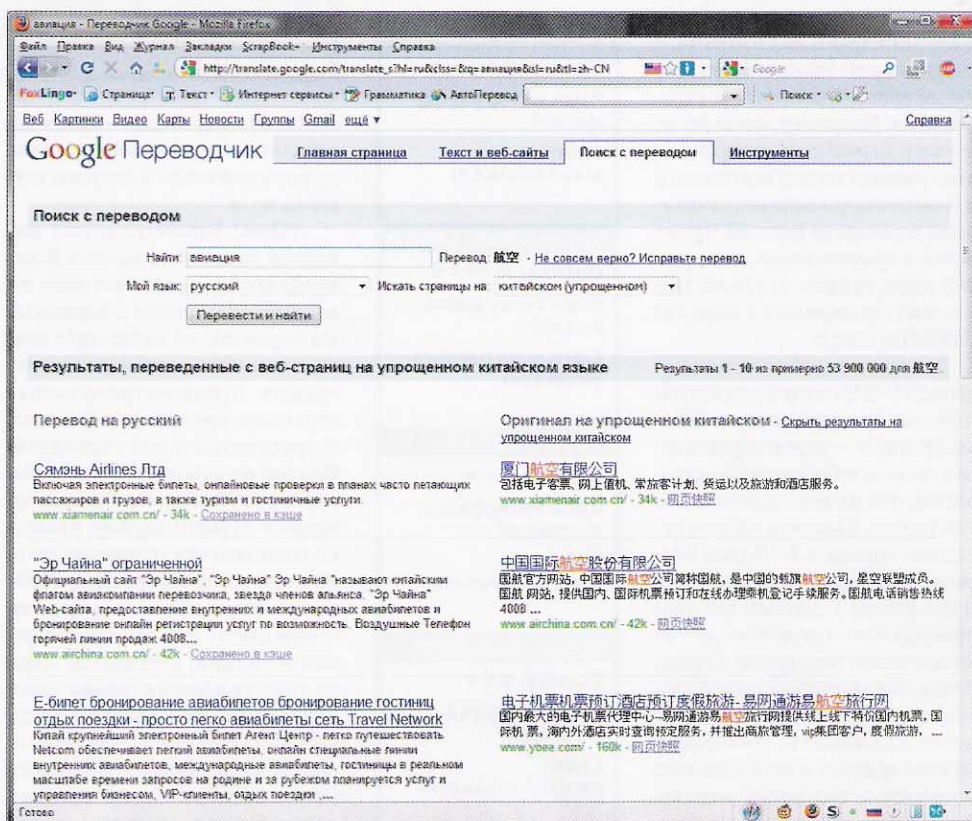 авиация - Переводчик Google - Mozilla Firefox
Файл Правка Вид Журнал Закладки ScrapBook+ Инструменты Справка
http://translate.google.com/translate_s?hl=ru&clss=&q=авиация&sl=ru&tl=zh-CN Google
FoxLingo Страница Текст Интернет сервисы Грамматика АвтоПеревод Поиск
Веб Картинки Видео Карты Новости Группы Gmail ещё ▼ Справка
Google Переводчик Главная страница Текст и веб-сайты Поиск с переводом Инструменты
Поиск с переводом
Найти: авиация Перевод: 航空 - Не совсем верно? Исправьте перевод
Мой язык: русский Искать страницы на: китайском (упрощенном)
Перевести и найти
Результаты, переведенные с веб-страниц на упрощенном китайском языке Результаты 1 - 10 из примерно 53 900 000 для 航空.
Перевод на русский
Сямэнь Airlines Лтд
Включая электронные билеты, онлайновые проверки в планах часто летающих
пассажиров и грузов, а также туризм и гостиничные услуги.
www.xiamenair.com.cn/ - 34k - Сохранено в кэше
"Эр Чайна" ограниченной
Официальный сайт "Эр Чайна", "Эр Чайна" Эр Чайна "называют китайским
флагом авиакомпании перевозчика, звезда членов альянса. "Эр Чайна"
Web-сайта, предоставление внутренних и международных авиабилетов и
бронирование онлайн регистрации услуг по возможность. Воздушные Телефон
горячей линии продаж 4008...
www.airchina.com.cn/ - 42k - Сохранено в кэше
Е-билет бронирование авиабилетов бронирование гостиниц
отдых поездки - просто легко авиабилеты сеть Travel Network
Китай крупнейший электронный билет Агент Центр - легко путешествовать
Netcom обеспечивает легкий авиабилеты, онлайн специальные линии
внутренних авиабилетов, международные авиабилеты, гостиницы в реальном
масштабе времени запросов на родине и за рубежом планируется услуг и
управления бизнесом, VIP-клиенты, отдых поездки ,...
Оригинал на упрощенном китайском - Скрыть результаты на
упрощенном китайском
厦门航空有限公司
包括电子客票、网上值机、常旅客计划、货运以及旅游和酒店服务。
www.xiamenair.com.cn/ - 34k - 网页快照
中国国际航空股份有限公司
国航官方网站，中国国际航空公司简称国航，是中国的载旗航空公司，星空联盟成员。
国航 网站，提供国内、国际机票预订和在线办理乘机登记手续服务。国航电话销售热线
4008 ...
www.airchina.com.cn/ - 42k - 网页快照
电子机票机票预订酒店预订度假旅游- 易网通游易航空旅行网
国内最大的电子机票代理中心--易网通游易航空旅行网提供线上线下特价国内机票，国
际机 票，海内外酒店实时查询预定服务，并推出商旅管理，vip集团客户，度假旅游， ...
www.yoee.com/ - 160k - 网页快照
Готово